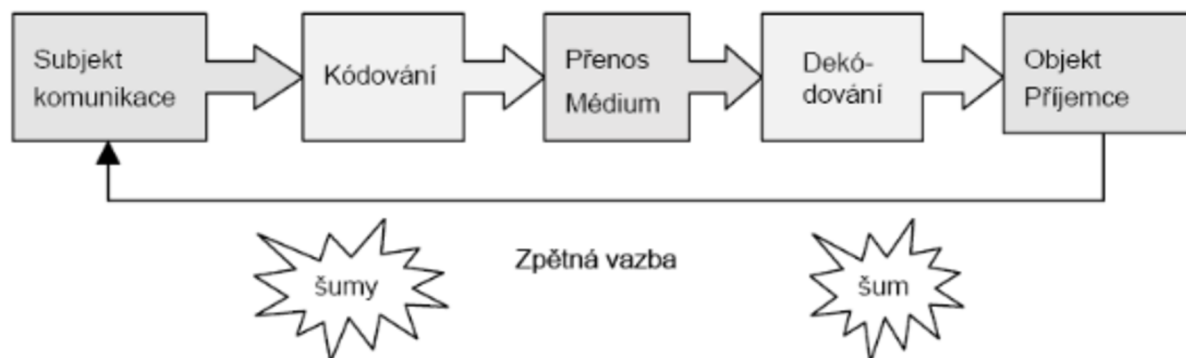 Subjekt
komunikace
Kódování
Přenos
Médium
Dekó-
dování
Objekt
Příjemce
Zpětná vazba
šumy
šum